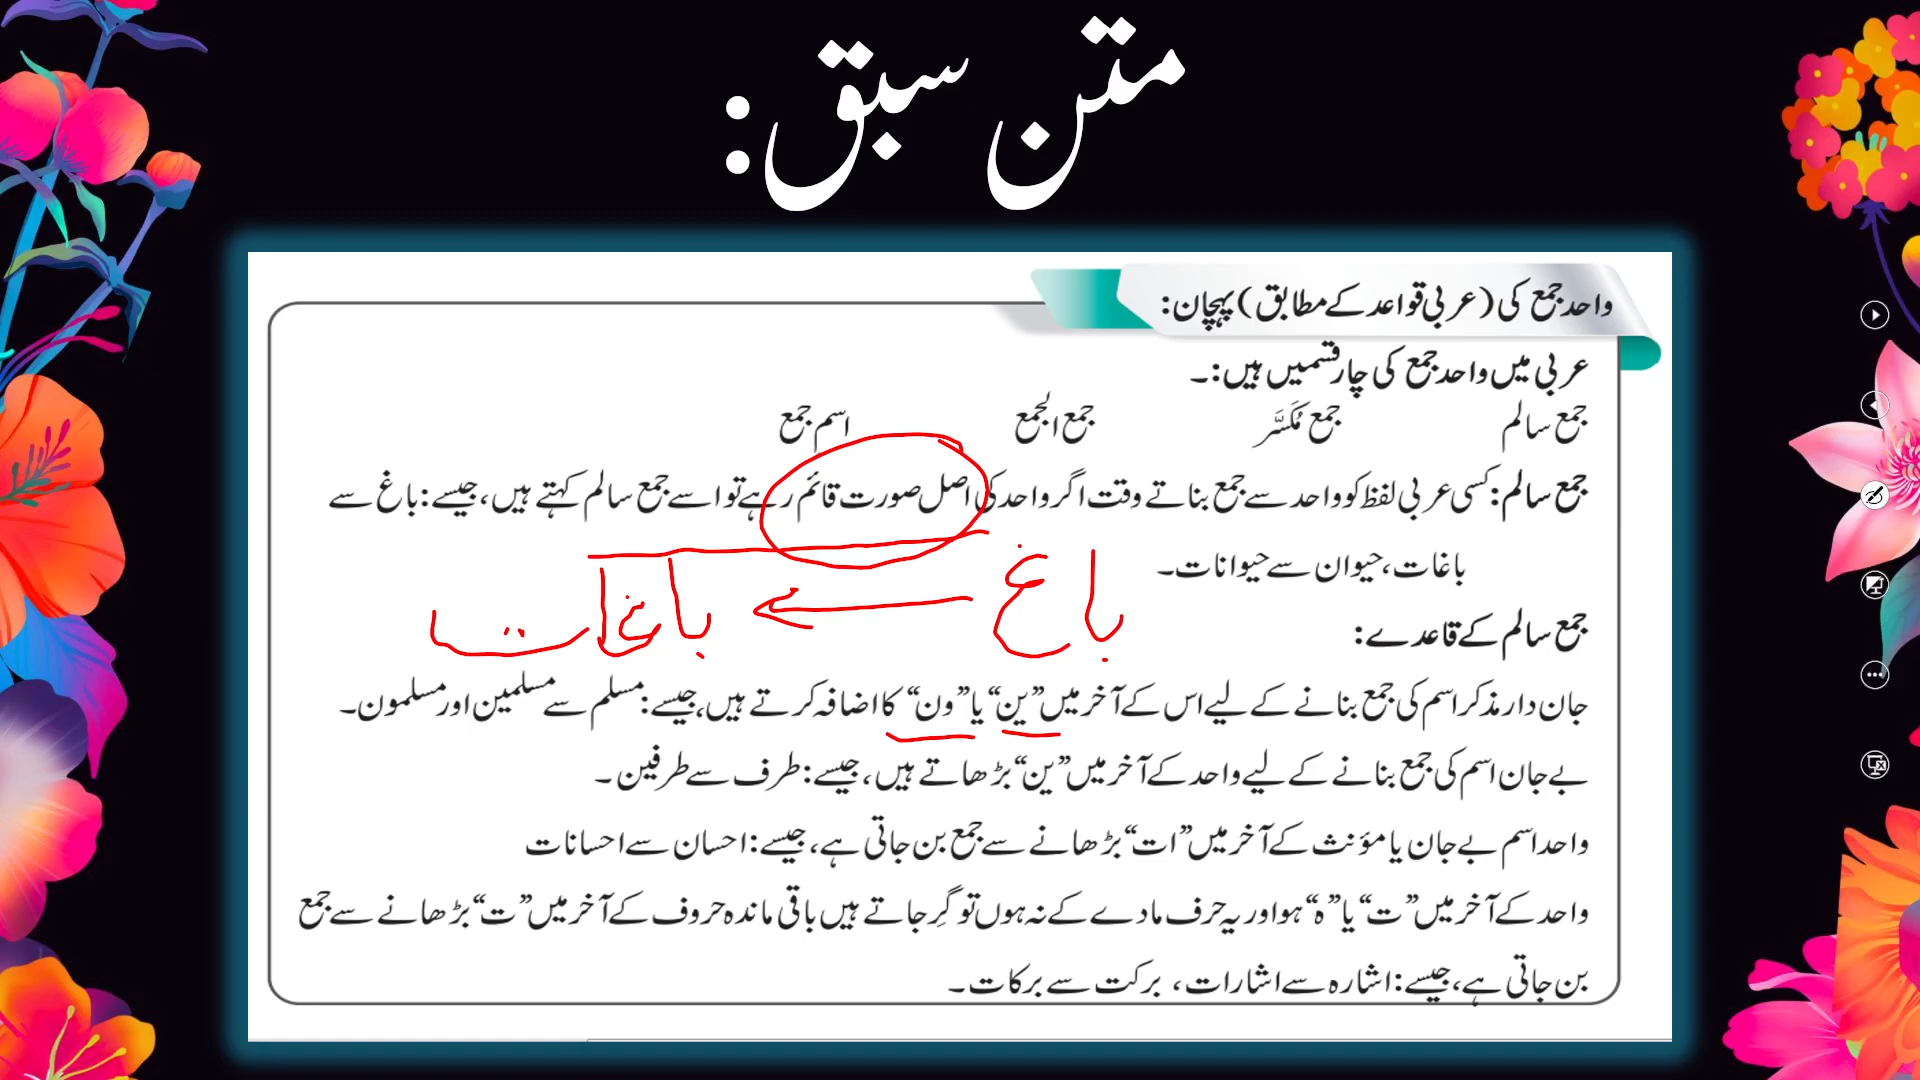 متن سبق:
واحد جمع کی (عربی قواعد کے مطابق) پہچان:
عربی میں واحد جمع کی چار قسمیں ہیں:۔
جمع سالم جمع مُکَسَّر جمع الجمع اسم جمع
جمع سالم: کسی عربی لفظ کو واحد سے جمع بناتے وقت اگر واحد کی اصل صورت قائم رہے تو اسے جمع سالم کہتے ہیں، جیسے: باغ سے
باغات، حیوان سے حیوانات۔
باغ باغات
جمع سالم کے قاعدے:
جان دار مذکر اسم کی جمع بنانے کے لیے اس کے آخر میں ”ین“ یا ”ون“ کا اضافہ کرتے ہیں، جیسے: مسلم سے مسلمین اور مسلمون۔
بے جان اسم کی جمع بنانے کے لیے واحد کے آخر میں ”ین“ بڑھاتے ہیں، جیسے: طرف سے طرفین۔
واحد اسم بے جان یا مؤنث کے آخر میں ”ات“ بڑھانے سے جمع بن جاتی ہے، جیسے: احسان سے احسانات
واحد کے آخر میں ”ت“ یا ”ہ“ ہو اور یہ حرف مادے کے نہ ہوں تو گِر جاتے ہیں باقی ماندہ حروف کے آخر میں ”ت“ بڑھانے سے جمع
بن جاتی ہے، جیسے: اشارہ سے اشارات، برکت سے برکات۔